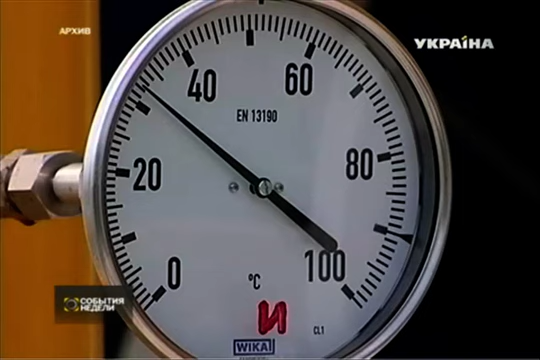 АРХИВ
УКРАЇНА
40
60
EN 13190
20
80
0
°C
100
И
CL1
WIKA
СОБЫТИЯ
НЕДЕЛИ